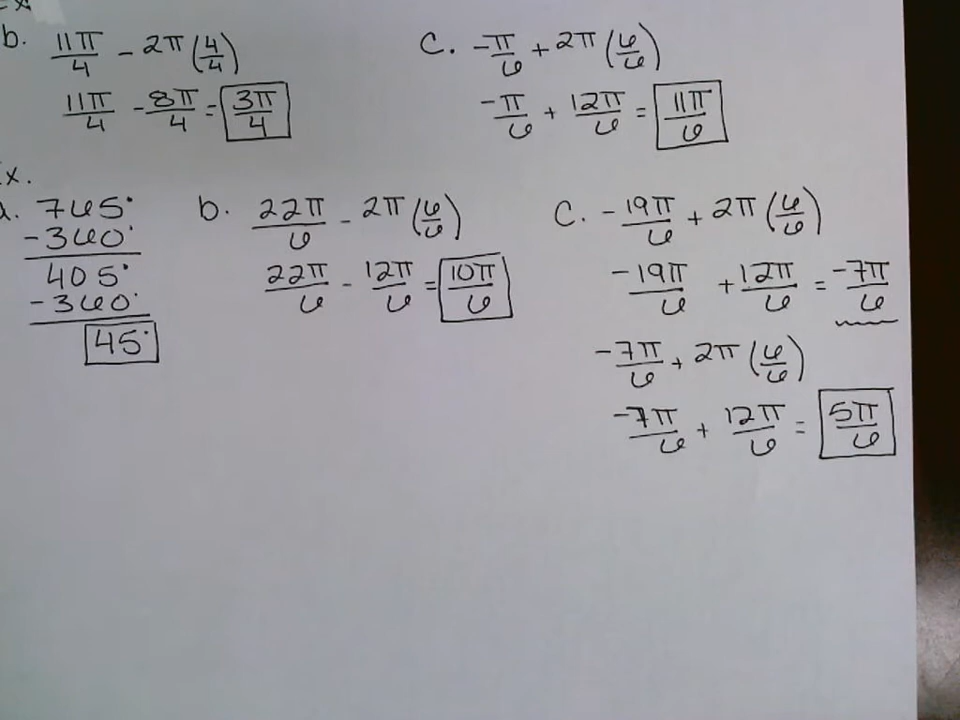 b. 11π/4 - 2π(4/4)
11π/4 - 8π/4 = 3π/4
c. -π/6 + 2π(6/6)
-π/6 + 12π/6 = 11π/6
x.
a. 765°
-360°
405°
-360°
45°
b. 22π/6 - 2π(6/6)
22π/6 - 12π/6 = 10π/6
c. -19π/6 + 2π(6/6)
-19π/6 + 12π/6 = -7π/6
-7π/6 + 2π(6/6)
-7π/6 + 12π/6 = 5π/6